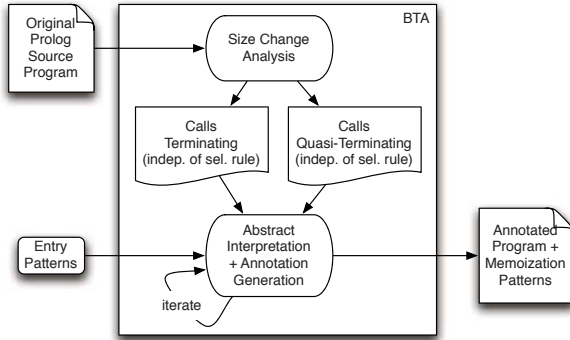 Original
Prolog
Source
Program
BTA
Size Change
Analysis
Calls
Terminating
(indep. of sel. rule)
Calls
Quasi-Terminating
(indep. of sel. rule)
Entry
Patterns
Abstract
Interpretation
+ Annotation
Generation
iterate
Annotated
Program +
Memoization
Patterns